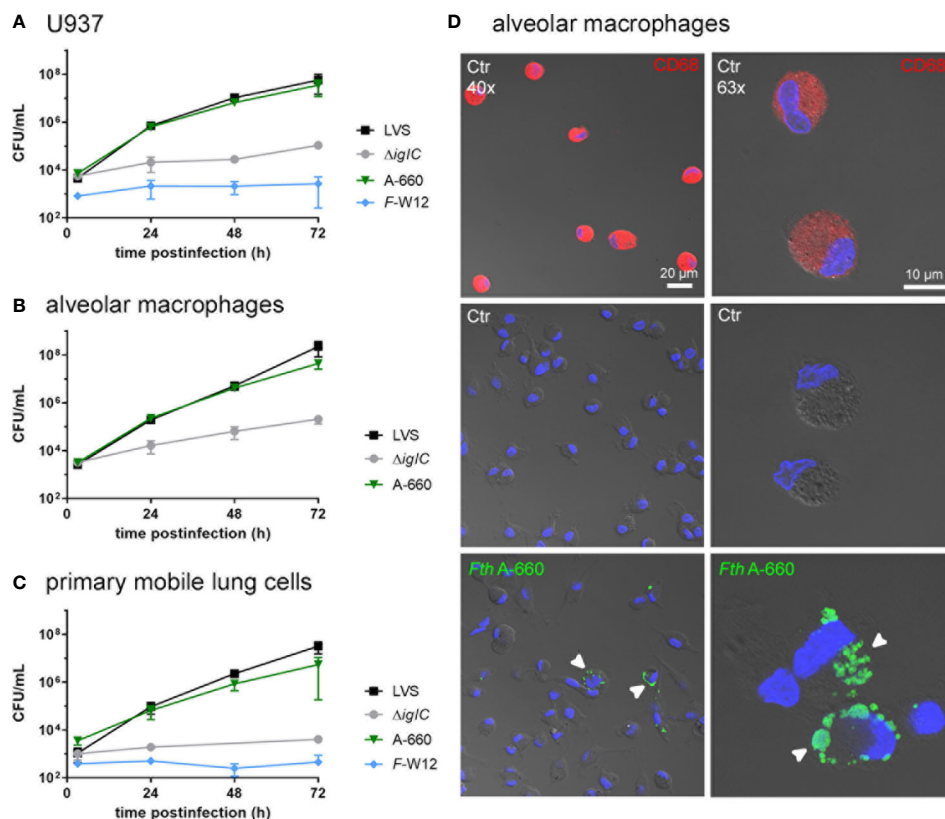 A U937
CFU/mL
10⁸
10⁶
10⁴
10²
0 24 48 72
time postinfection (h)
LVS
ΔiglC
A-660
F-W12
B alveolar macrophages
CFU/mL
10⁸
10⁶
10⁴
10²
0 24 48 72
time postinfection (h)
LVS
ΔiglC
A-660
C primary mobile lung cells
CFU/mL
10⁸
10⁶
10⁴
10²
0 24 48 72
time postinfection (h)
LVS
ΔiglC
A-660
F-W12
D alveolar macrophages
Ctr CD68
40x
20 µm
Ctr CD68
63x
10 µm
Ctr
Ctr
Fth A-660
Fth A-660